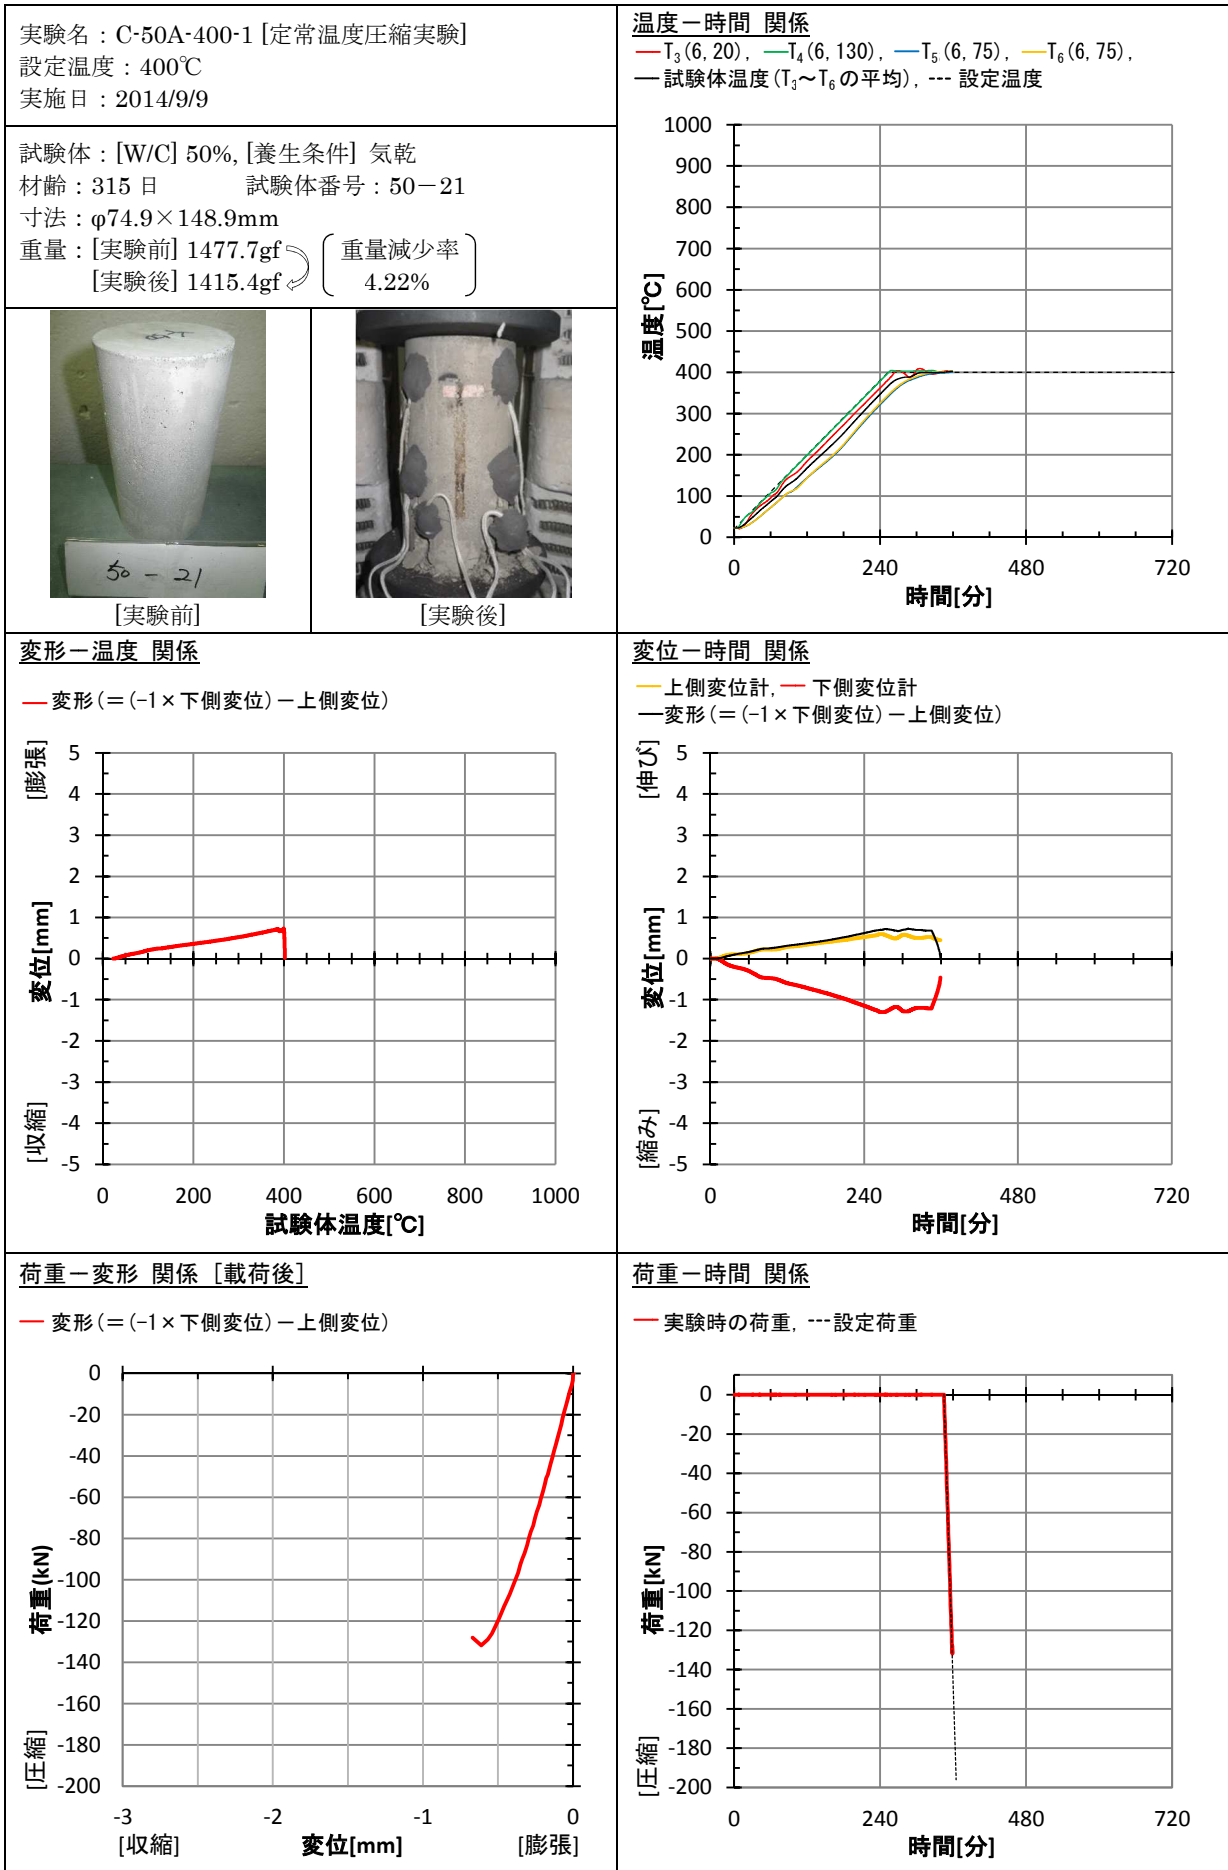 実験名：C-50A-400-1 [定常温度圧縮実験]
設定温度：400℃
実施日：2014/9/9
試験体：[W/C] 50%, [養生条件] 気乾
材齢：315 日　試験体番号：50－21
寸法：φ74.9×148.9mm
重量：[実験前] 1477.7gf
[実験後] 1415.4gf
重量減少率
4.22%
50 - 21
[実験前]
[実験後]
温度－時間 関係
T3(6, 20), T4(6, 130), T5(6, 75), T6(6, 75),
試験体温度(T3～T6の平均), --- 設定温度
1000
900
800
700
600
500
400
300
200
100
0
温度[℃]
0 240 480 720
時間[分]
変形－温度 関係
変形(＝(-1×下側変位)－上側変位)
[膨張]
5
4
3
2
1
0
-1
-2
-3
-4
-5
変位[mm]
[収縮]
0 200 400 600 800 1000
試験体温度[℃]
変位－時間 関係
上側変位計, 下側変位計
変形(＝(-1×下側変位)－上側変位)
[伸び]
5
4
3
2
1
0
-1
-2
-3
-4
-5
変位[mm]
[縮み]
0 240 480 720
時間[分]
荷重－変形 関係 [載荷後]
変形(＝(-1×下側変位)－上側変位)
0
-20
-40
-60
-80
-100
-120
-140
-160
-180
-200
荷重(kN)
[圧縮]
-3 -2 -1 0
[収縮] 変位[mm] [膨張]
荷重－時間 関係
実験時の荷重, ---設定荷重
0
-20
-40
-60
-80
-100
-120
-140
-160
-180
-200
荷重[kN]
[圧縮]
0 240 480 720
時間[分]